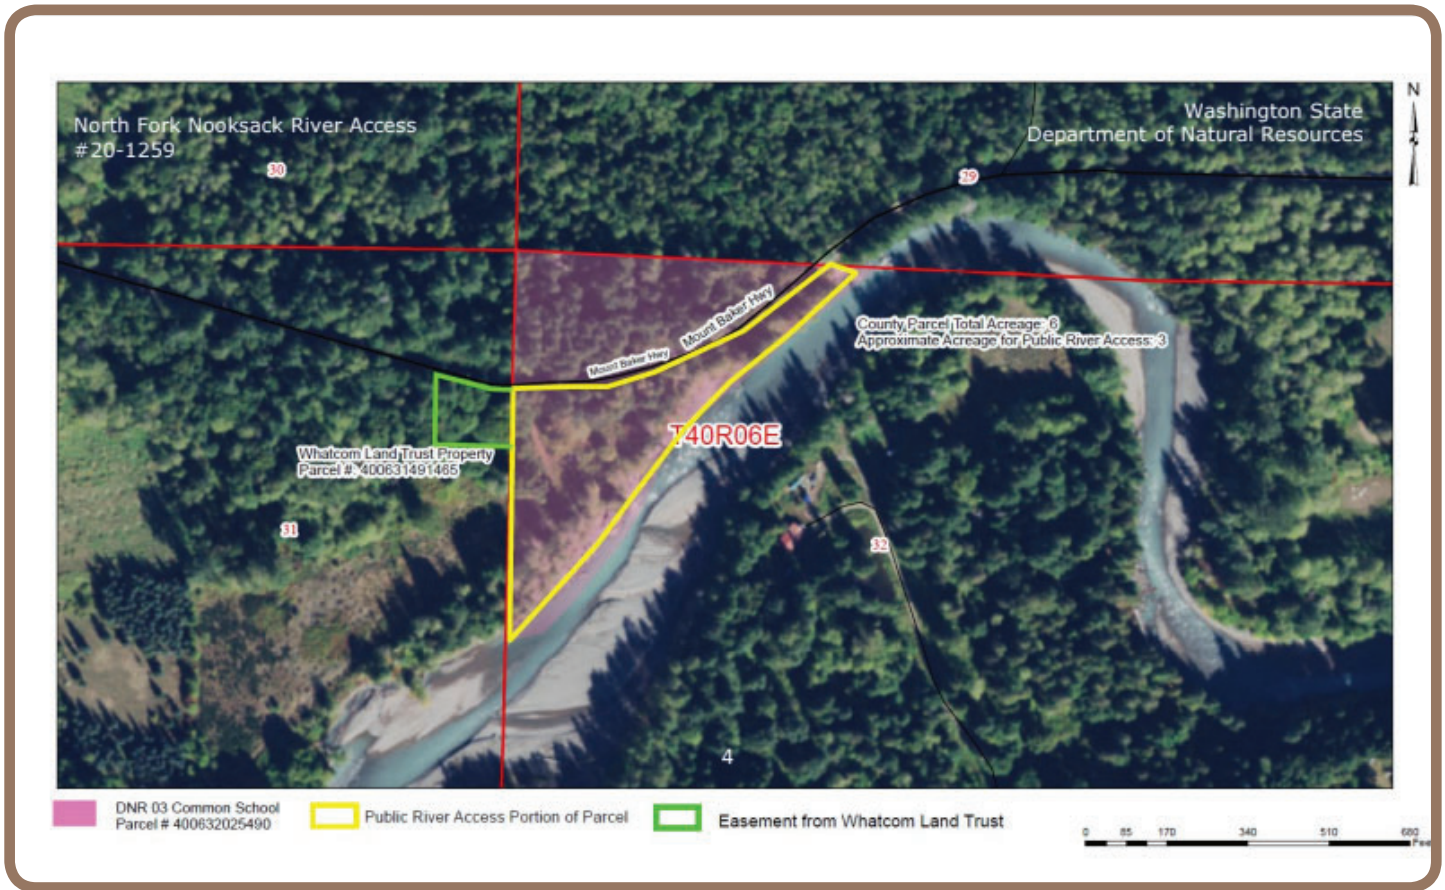 North Fork Nooksack River Access
#20-1259
Washington State
Department of Natural Resources
N
30
29
Mount Baker Hwy
Mount Baker Hwy
County Parcel Total Acreage: 6
Approximate Acreage for Public River Access: 3
T40R06E
Whatcom Land Trust Property
Parcel #: 400631491465
31
32
4
DNR 03 Common School
Parcel # 400632025490
Public River Access Portion of Parcel
Easement from Whatcom Land Trust
0 85 170 340 510 680